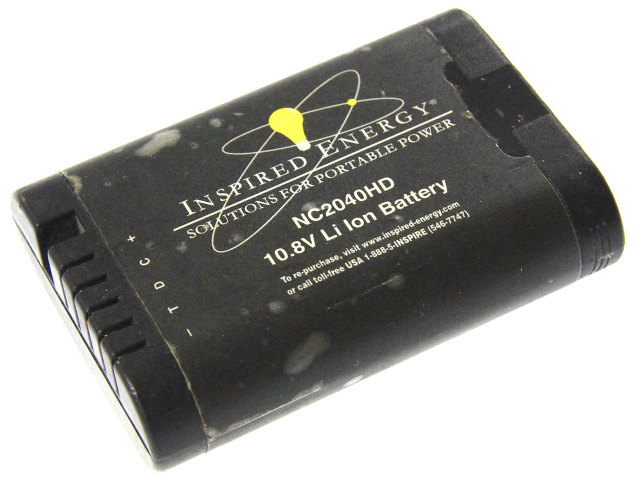 INSPIRED ENERGY®
SOLUTIONS FOR PORTABLE POWER
NC2040HD
10.8V Li Ion Battery
To re-purchase, visit www.inspired-energy.com
or call toll-free USA 1-888-5-INSPIRE (546-7747)
- T D C +